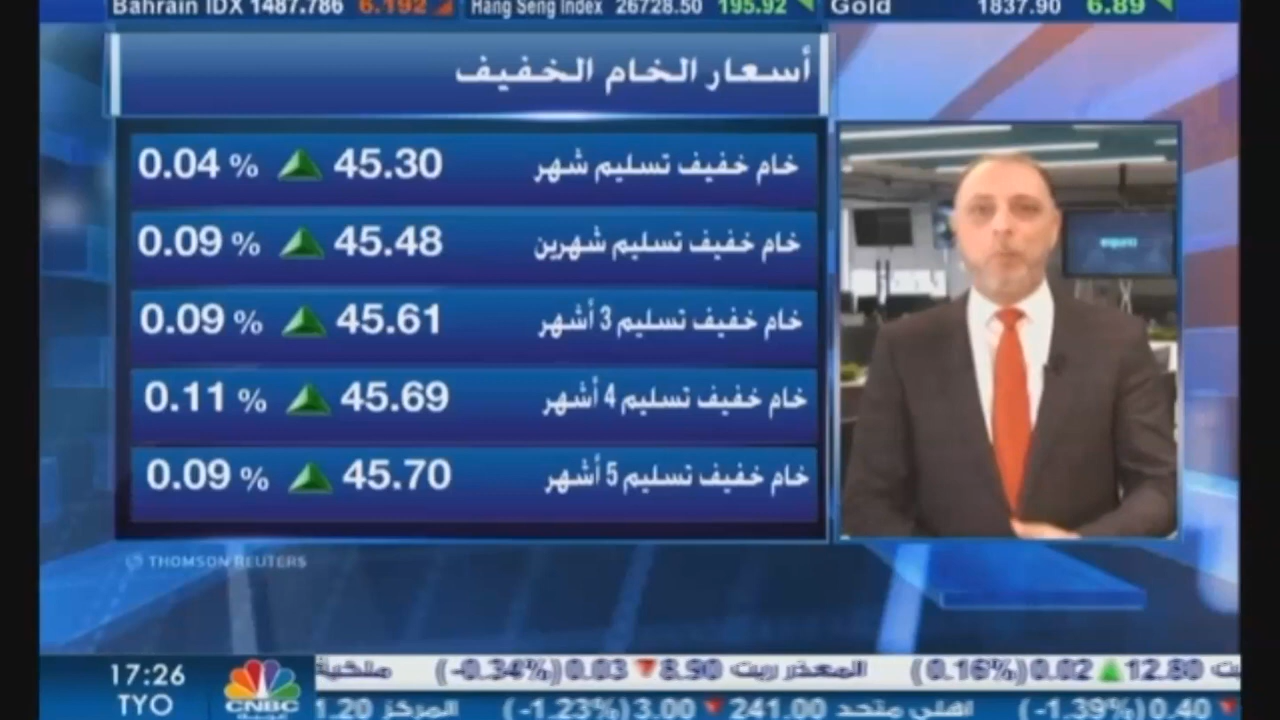 Bahrain IDX 1487.786 6.192 Hang Seng Index 26728.50 195.92 Gold 1837.90 6.89
أسعار الخام الخفيف
خام خفيف تسليم شهر 45.30 0.04 %
خام خفيف تسليم شهرين 45.48 0.09 %
خام خفيف تسليم 3 أشهر 45.61 0.09 %
خام خفيف تسليم 4 أشهر 45.69 0.11 %
خام خفيف تسليم 5 أشهر 45.70 0.09 %
equiti
THOMSON REUTERS
17:26
TYO
CNBC
عربية
12.80 0.02 (0.16%) المعذر ريت 8.90 0.03 (-0.34%)
0.40 (-1.39%) اهلي متحد 241.00 3.00 (-1.23%) المركز 1.20